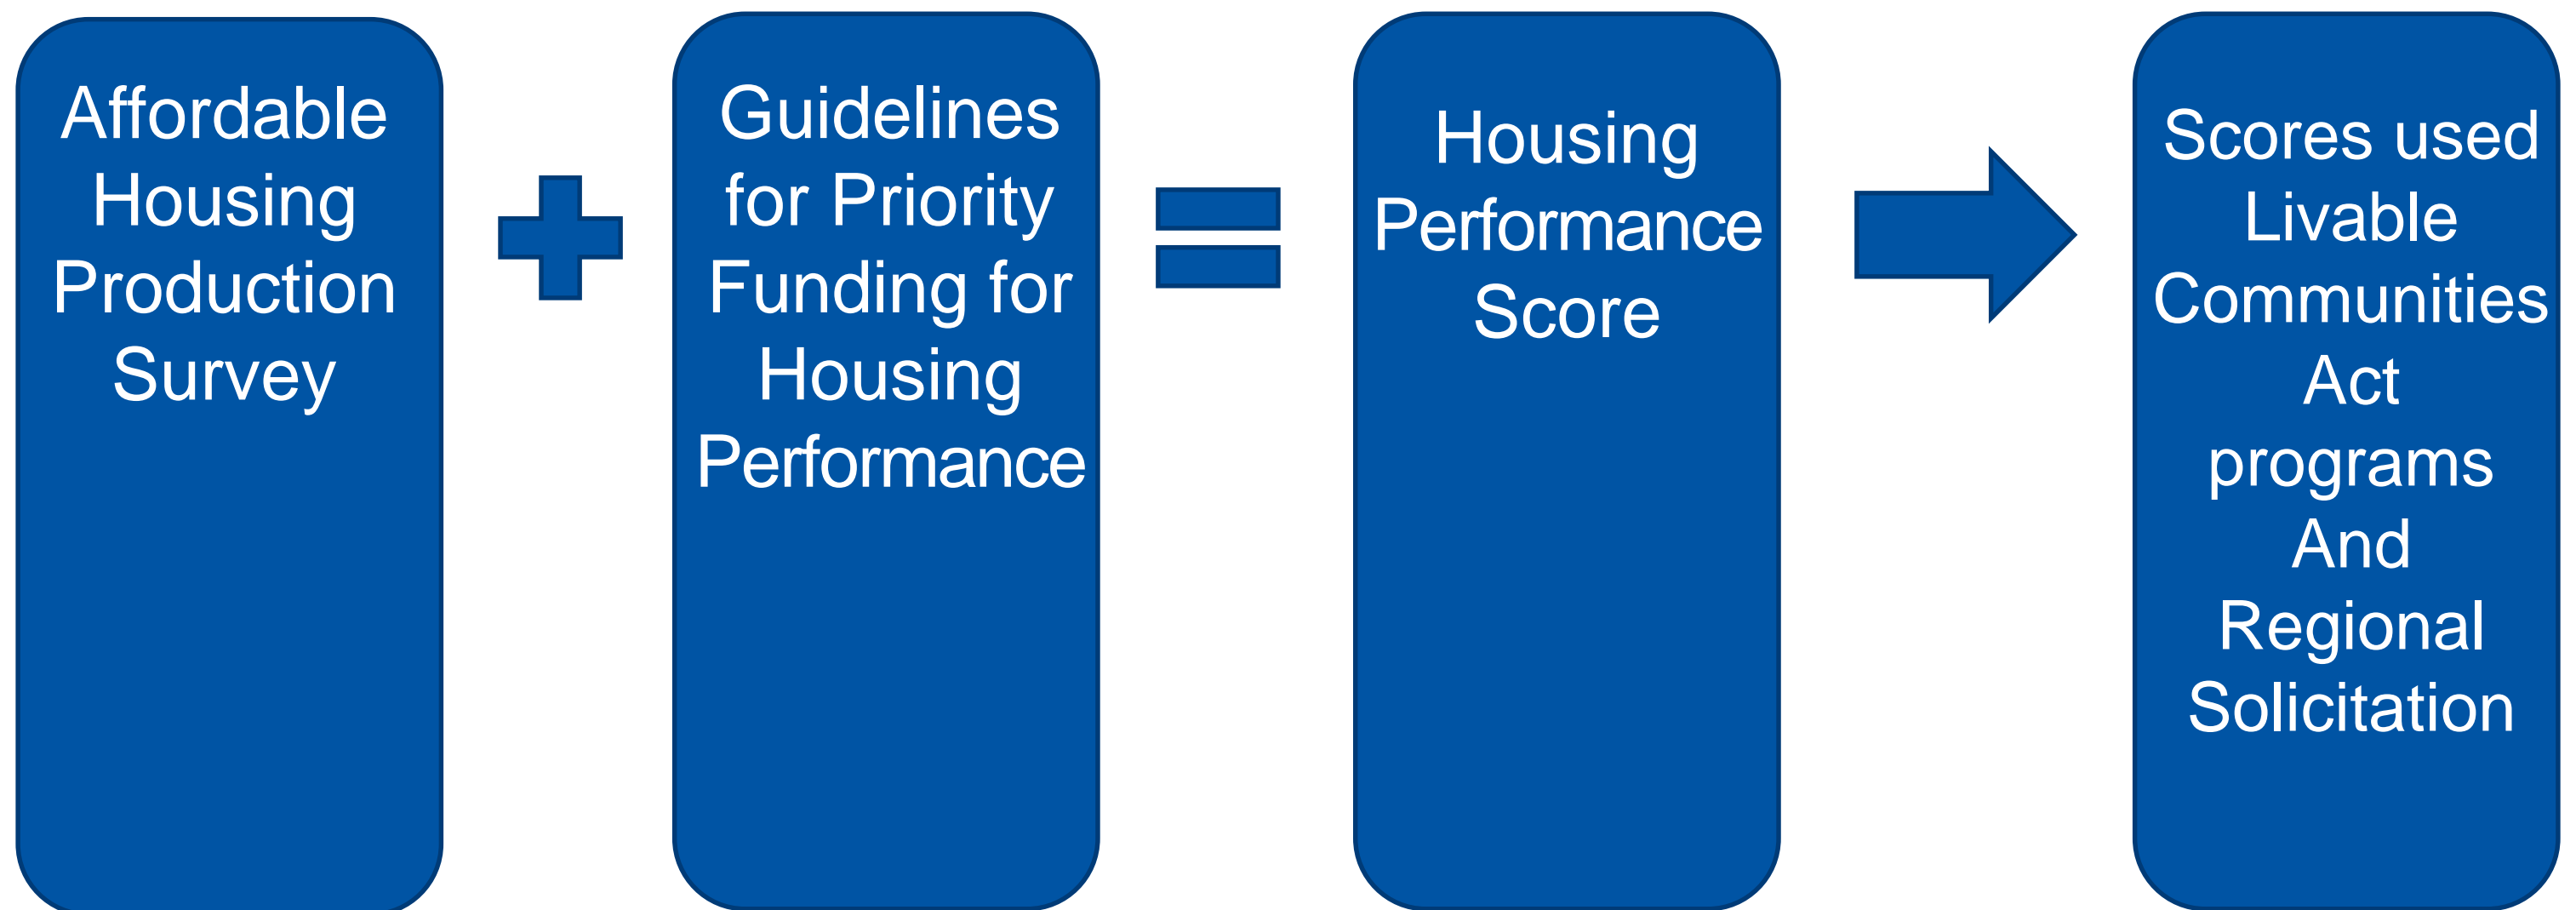 Affordable
Housing
Production
Survey
Guidelines
for Priority
Funding for
Housing
Performance
Housing
Performance
Score
Scores used
Livable
Communities
Act
programs
And
Regional
Solicitation